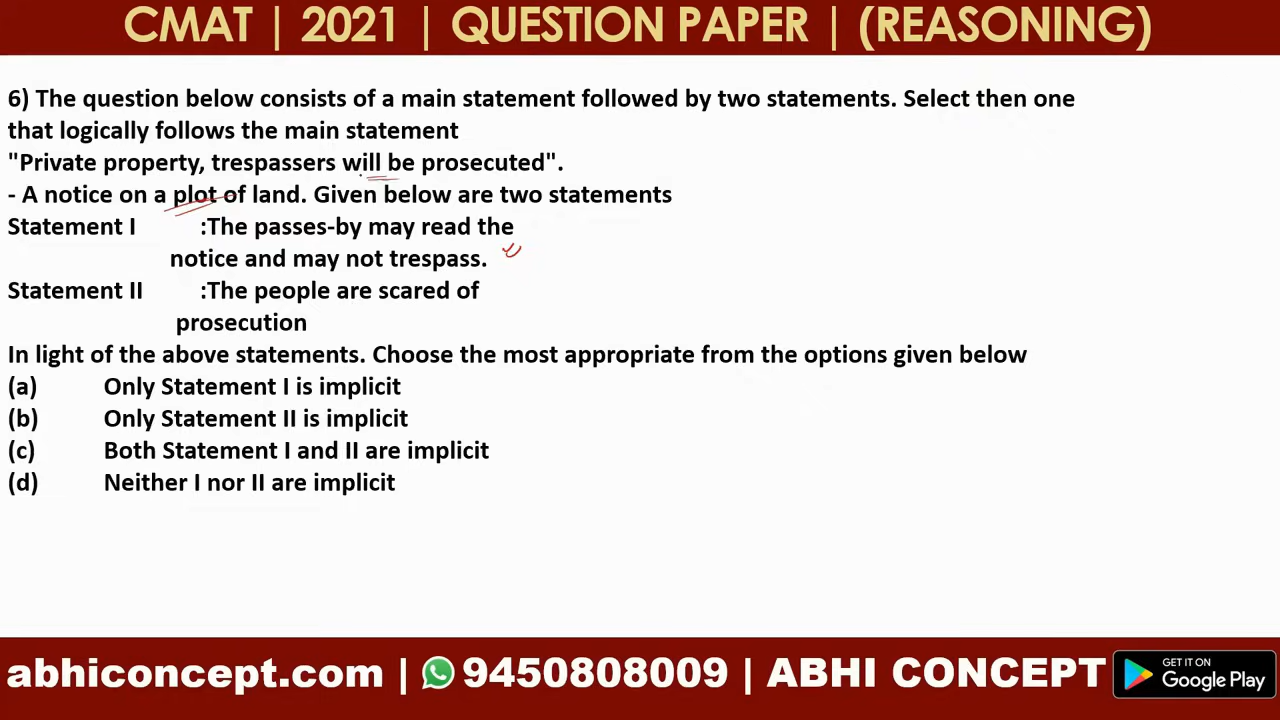 CMAT | 2021 | QUESTION PAPER | (REASONING)
6) The question below consists of a main statement followed by two statements. Select then one
that logically follows the main statement
"Private property, trespassers will be prosecuted".
- A notice on a plot of land. Given below are two statements
Statement I :The passes-by may read the
notice and may not trespass.
Statement II :The people are scared of
prosecution
In light of the above statements. Choose the most appropriate from the options given below
(a) Only Statement I is implicit
(b) Only Statement II is implicit
(c) Both Statement I and II are implicit
(d) Neither I nor II are implicit
abhiconcept.com | 9450808009 | ABHI CONCEPT
GET IT ON
Google Play